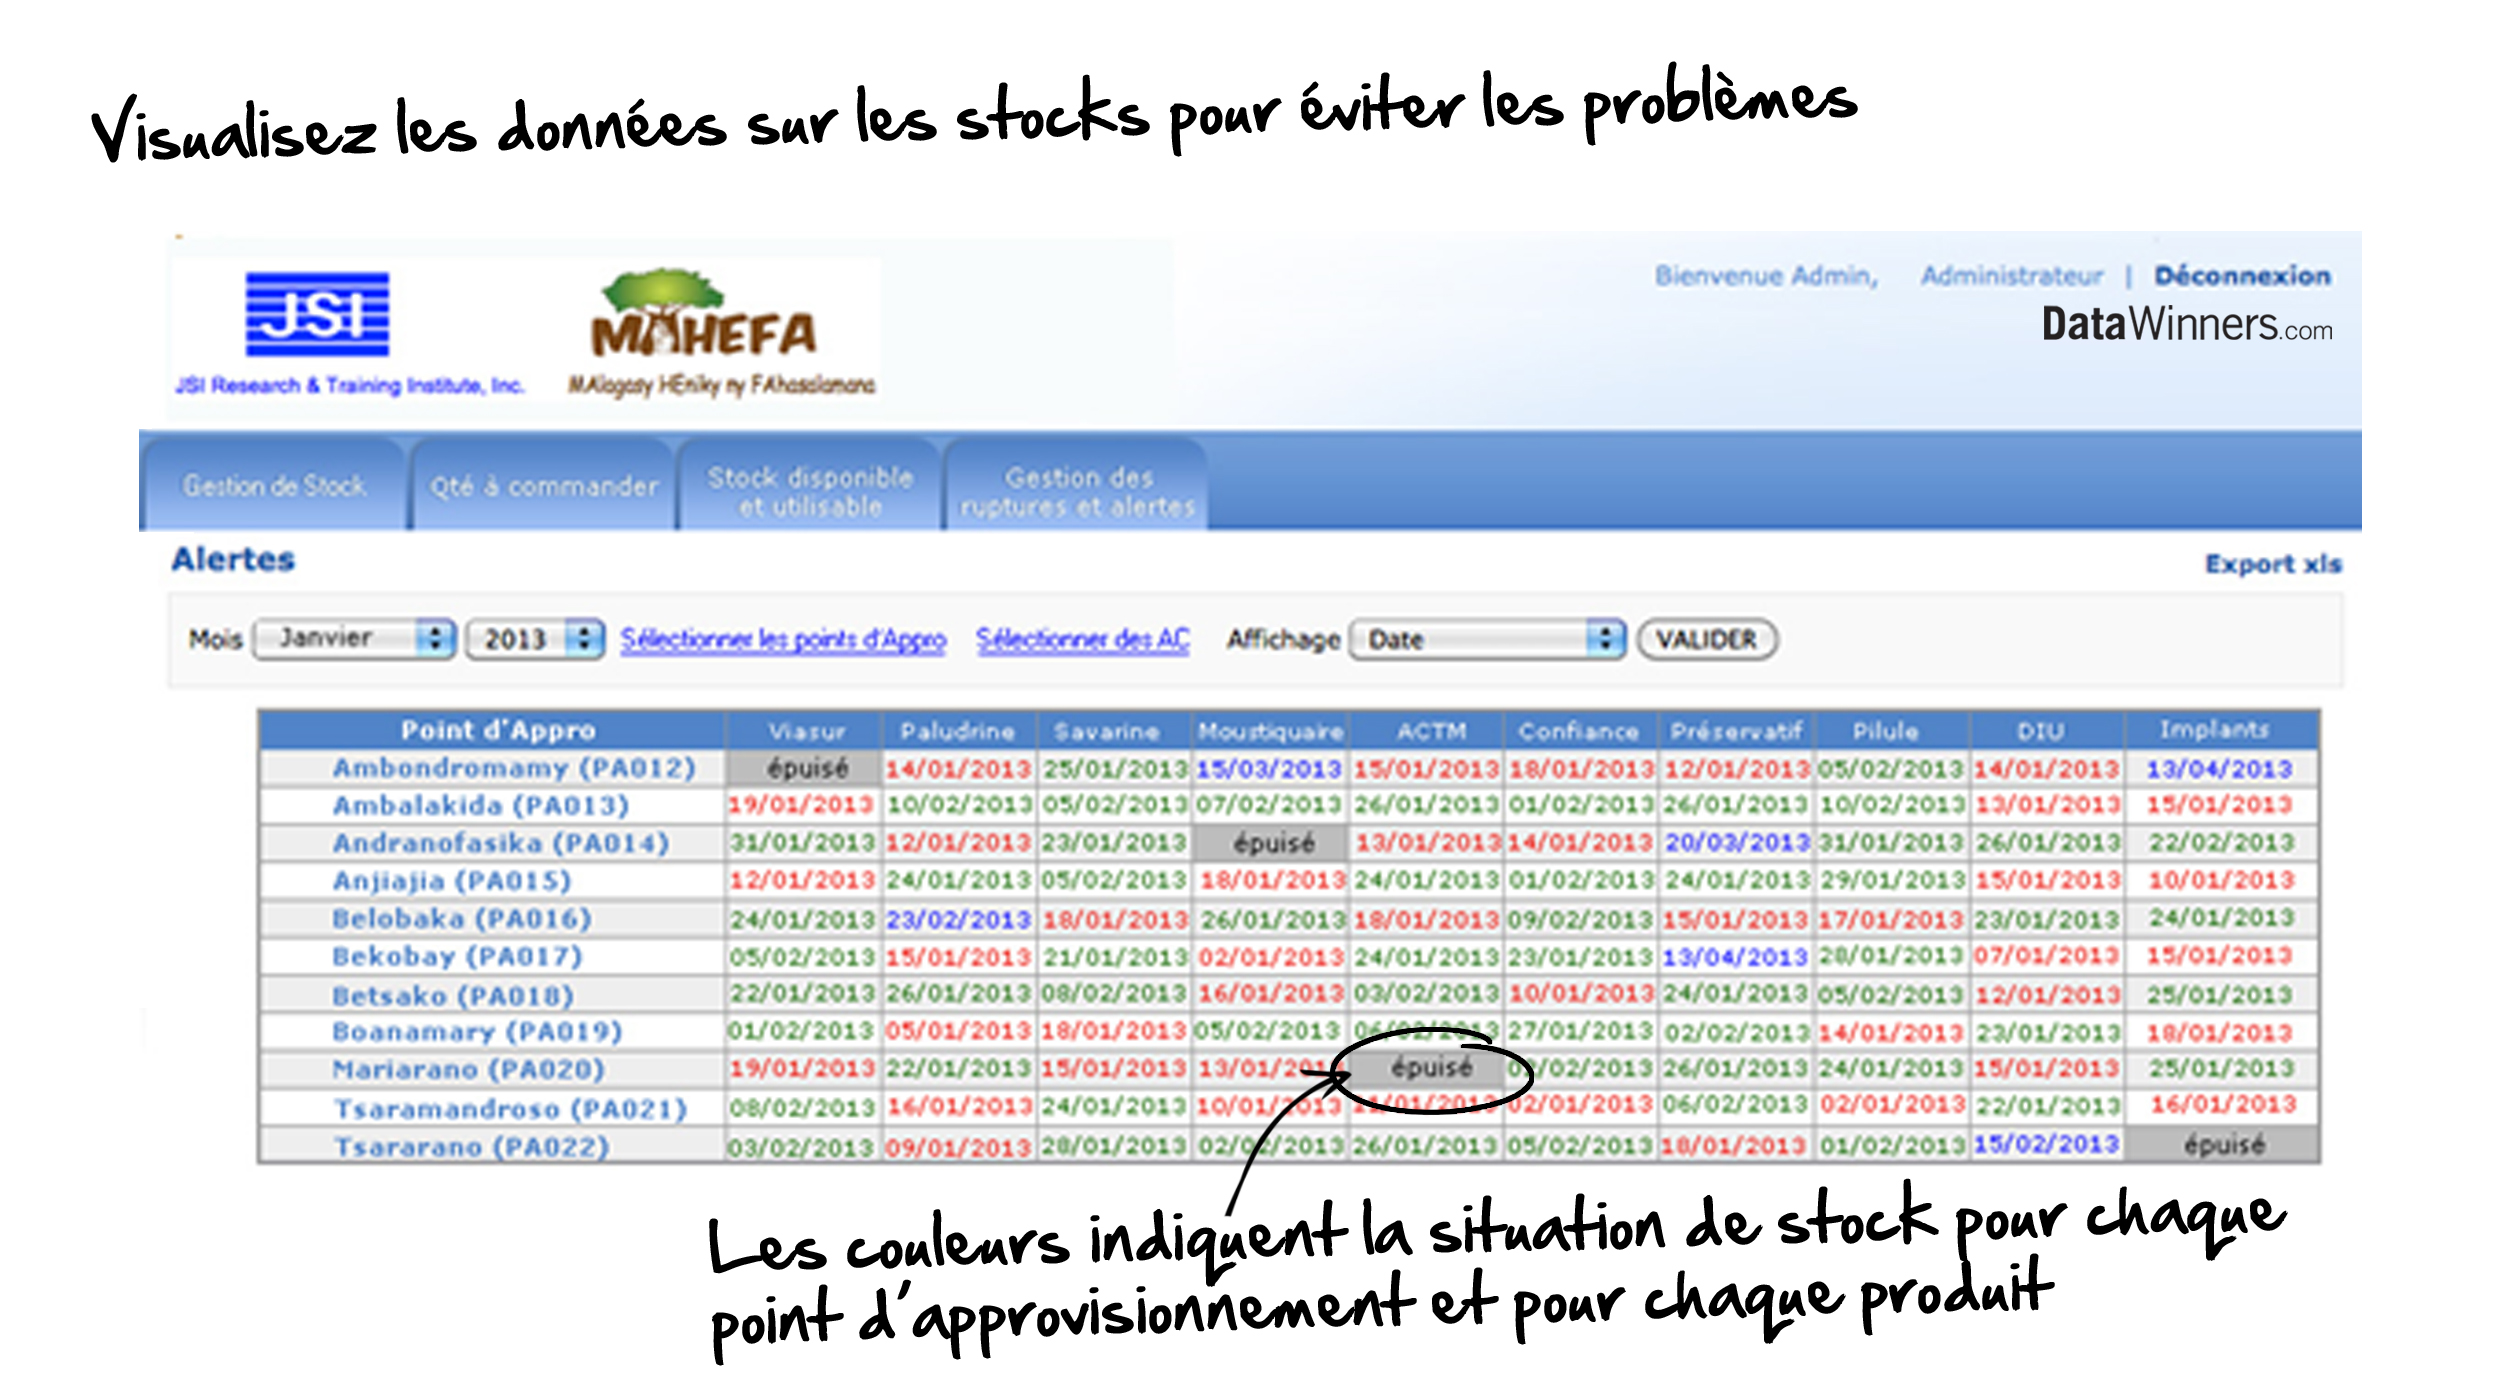 Visualisez les données sur les stocks pour éviter les problèmes
JSI
JSI Research & Training Institute, Inc.
MAHEFA
MAlagasy HEniky ny FAhasalamana
Bienvenue Admin, Administrateur | Déconnexion
DataWinners.com
Gestion de Stock
Qté à commander
Stock disponible
et utilisable
Gestion des
ruptures et alertes
Alertes
Export xls
Mois Janvier 2013 Sélectionner les points d'Appro Sélectionner des AC Affichage Date VALIDER
Point d'Appro Viasur Paludrine Savarine Moustiquaire ACTM Confiance Préservatif Pilule DIU Implants
Ambondromamy (PA012) épuisé 14/01/2013 25/01/2013 15/03/2013 15/01/2013 18/01/2013 12/01/2013 05/02/2013 14/01/2013 13/04/2013
Ambalakida (PA013) 19/01/2013 10/02/2013 05/02/2013 07/02/2013 26/01/2013 01/02/2013 26/01/2013 10/02/2013 13/01/2013 15/01/2013
Andranofasika (PA014) 31/01/2013 12/01/2013 23/01/2013 épuisé 13/01/2013 14/01/2013 20/03/2013 31/01/2013 26/01/2013 22/02/2013
Anjiajia (PA015) 12/01/2013 24/01/2013 05/02/2013 18/01/2013 24/01/2013 01/02/2013 24/01/2013 29/01/2013 15/01/2013 10/01/2013
Belobaka (PA016) 24/01/2013 23/02/2013 18/01/2013 26/01/2013 18/01/2013 09/02/2013 15/01/2013 17/01/2013 23/01/2013 24/01/2013
Bekobay (PA017) 05/02/2013 15/01/2013 21/01/2013 02/01/2013 24/01/2013 23/01/2013 13/04/2013 28/01/2013 07/01/2013 15/01/2013
Betsako (PA018) 22/01/2013 26/01/2013 08/02/2013 16/01/2013 03/02/2013 10/01/2013 24/01/2013 05/02/2013 12/01/2013 25/01/2013
Boanamary (PA019) 01/02/2013 05/01/2013 18/01/2013 05/02/2013 06/02/2013 27/01/2013 02/02/2013 14/01/2013 23/01/2013 18/01/2013
Mariarano (PA020) 19/01/2013 22/01/2013 15/01/2013 13/01/2013 épuisé 26/01/2013 24/01/2013 15/01/2013 25/01/2013
Tsaramandroso (PA021) 08/02/2013 16/01/2013 24/01/2013 10/01/2013 02/01/2013 06/02/2013 02/01/2013 22/01/2013 16/01/2013
Tsararano (PA022) 03/02/2013 09/01/2013 28/01/2013 02/02/2013 26/01/2013 05/02/2013 18/01/2013 01/02/2013 15/02/2013 épuisé
Les couleurs indiquent la situation de stock pour chaque
point d'approvisionnement et pour chaque produit